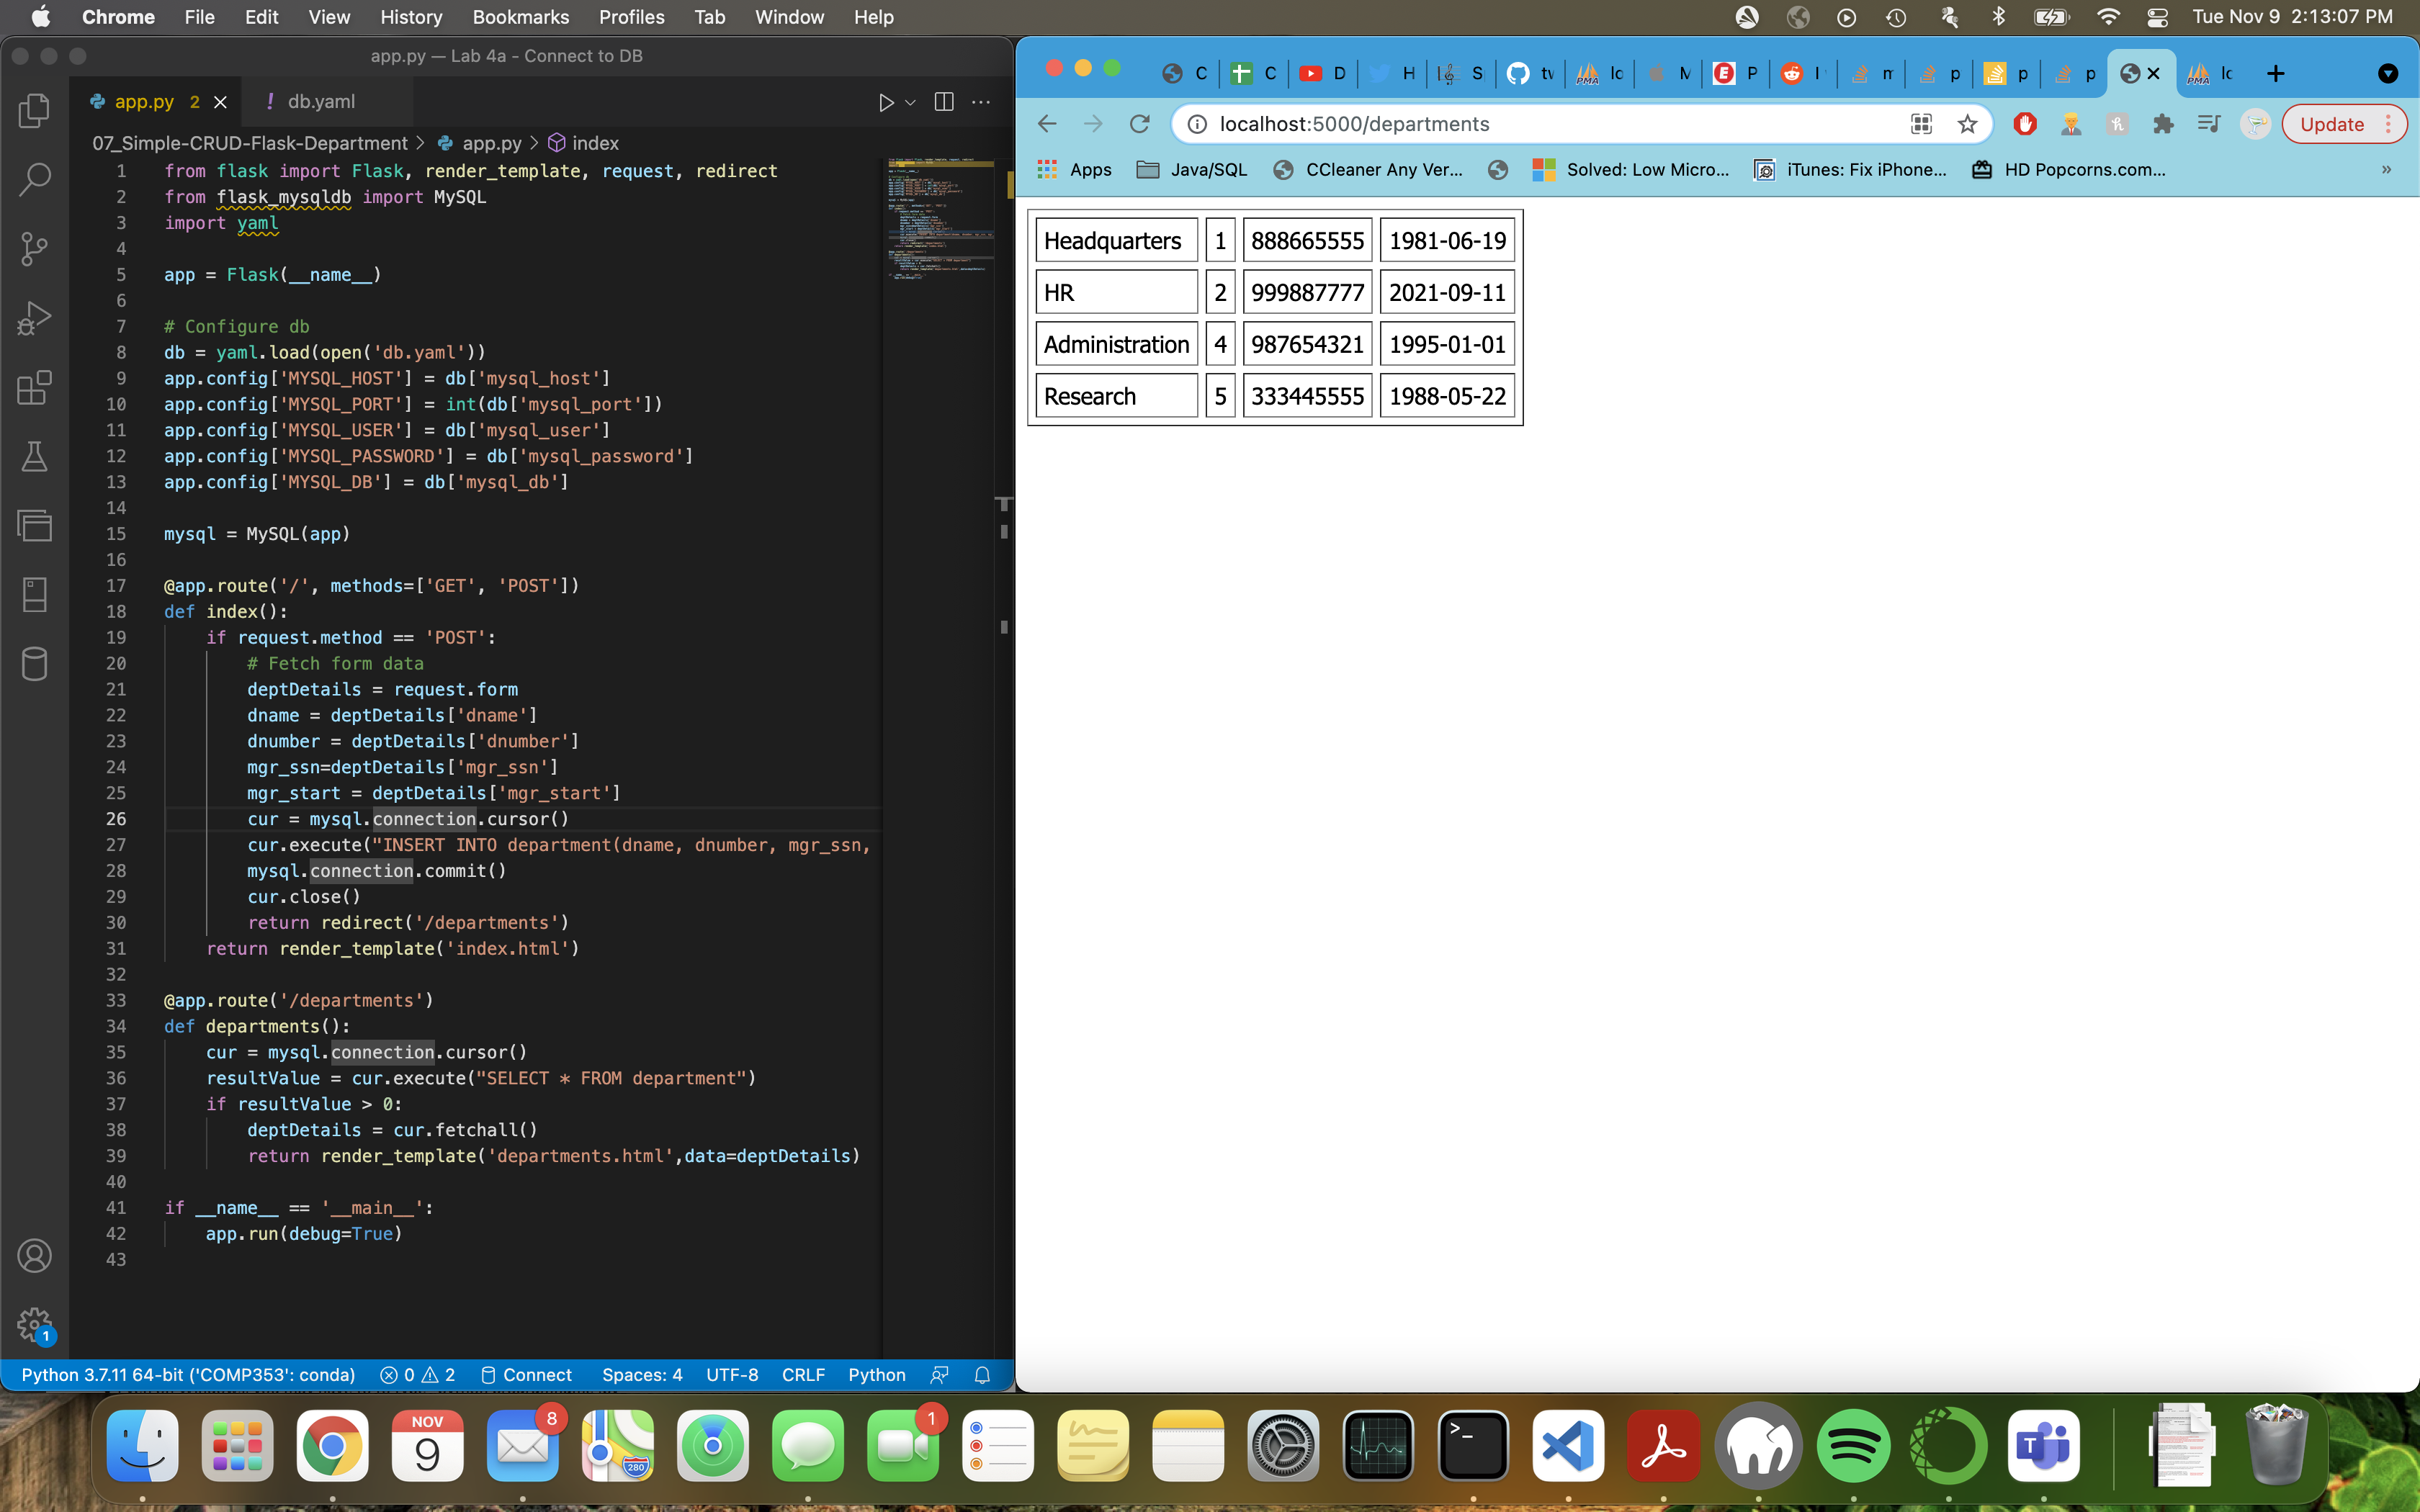 Chrome File Edit View History Bookmarks Profiles Tab Window Help Tue Nov 9 2:13:07 PM
app.py — Lab 4a - Connect to DB
app.py 2 ! db.yaml
07_Simple-CRUD-Flask-Department > app.py > index
1 from flask import Flask, render_template, request, redirect
2 from flask_mysqldb import MySQL
3 import yaml
4
5 app = Flask(__name__)
6
7 # Configure db
8 db = yaml.load(open('db.yaml'))
9 app.config['MYSQL_HOST'] = db['mysql_host']
10 app.config['MYSQL_PORT'] = int(db['mysql_port'])
11 app.config['MYSQL_USER'] = db['mysql_user']
12 app.config['MYSQL_PASSWORD'] = db['mysql_password']
13 app.config['MYSQL_DB'] = db['mysql_db']
14
15 mysql = MySQL(app)
16
17 @app.route('/', methods=['GET', 'POST'])
18 def index():
19 if request.method == 'POST':
20 # Fetch form data
21 deptDetails = request.form
22 dname = deptDetails['dname']
23 dnumber = deptDetails['dnumber']
24 mgr_ssn=deptDetails['mgr_ssn']
25 mgr_start = deptDetails['mgr_start']
26 cur = mysql.connection.cursor()
27 cur.execute("INSERT INTO department(dname, dnumber, mgr_ssn,
28 mysql.connection.commit()
29 cur.close()
30 return redirect('/departments')
31 return render_template('index.html')
32
33 @app.route('/departments')
34 def departments():
35 cur = mysql.connection.cursor()
36 resultValue = cur.execute("SELECT * FROM department")
37 if resultValue > 0:
38 deptDetails = cur.fetchall()
39 return render_template('departments.html',data=deptDetails)
40
41 if __name__ == '__main__':
42 app.run(debug=True)
43
1
Python 3.7.11 64-bit ('COMP353': conda) 0 2 Connect Spaces: 4 UTF-8 CRLF Python
C C D H S tv PMA lc M P I m p p p PMA lc
localhost:5000/departments Update
Apps Java/SQL CCleaner Any Ver... Solved: Low Micro... iTunes: Fix iPhone... HD Popcorns.com... »
Headquarters 1 888665555 1981-06-19
HR 2 999887777 2021-09-11
Administration 4 987654321 1995-01-01
Research 5 333445555 1988-05-22
NOV
9
8
280
1
>_
T